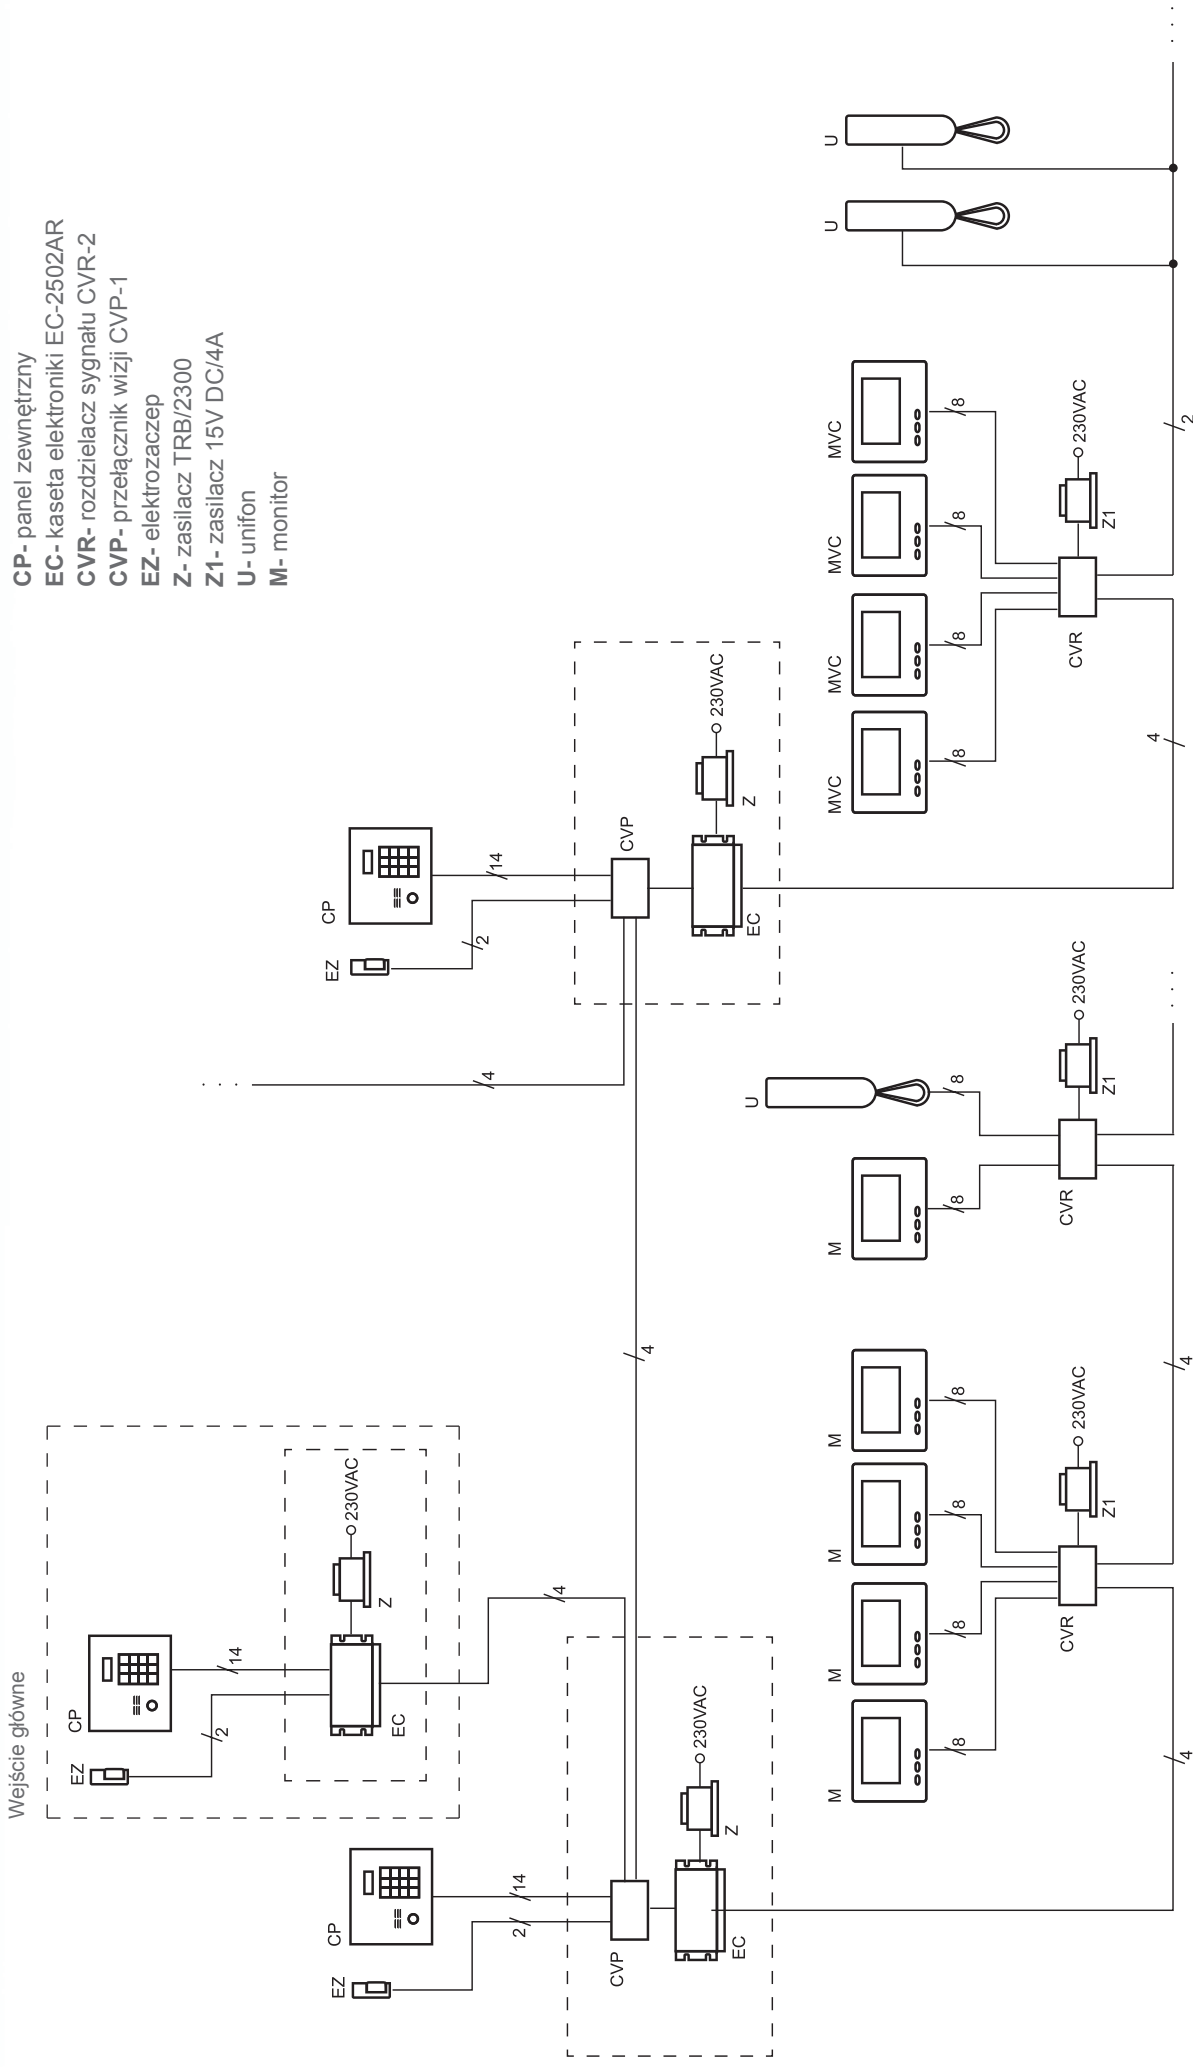 CP- panel zewnętrzny
EC- kaseta elektroniki EC-2502AR
CVR- rozdzielacz sygnału CVR-2
CVP- przełącznik wizji CVP-1
EZ- elektrozaczep
Z- zasilacz TRB/2300
Z1- zasilacz 15V DC/4A
U- unifon
M- monitor
Wejście główne
EZ
CP
2
14
EC
Z
230VAC
4
EZ
CP
2
14
CVP
EC
Z
230VAC
4
4
EZ
CP
2
14
CVP
EC
Z
230VAC
M
M
M
M
8
8
8
8
CVR
Z1
230VAC
4
4
M
U
8
8
CVR
Z1
230VAC
. . .
MVC
MVC
MVC
MVC
8
8
8
8
CVR
Z1
230VAC
4
2
U
U
. . .
. . .